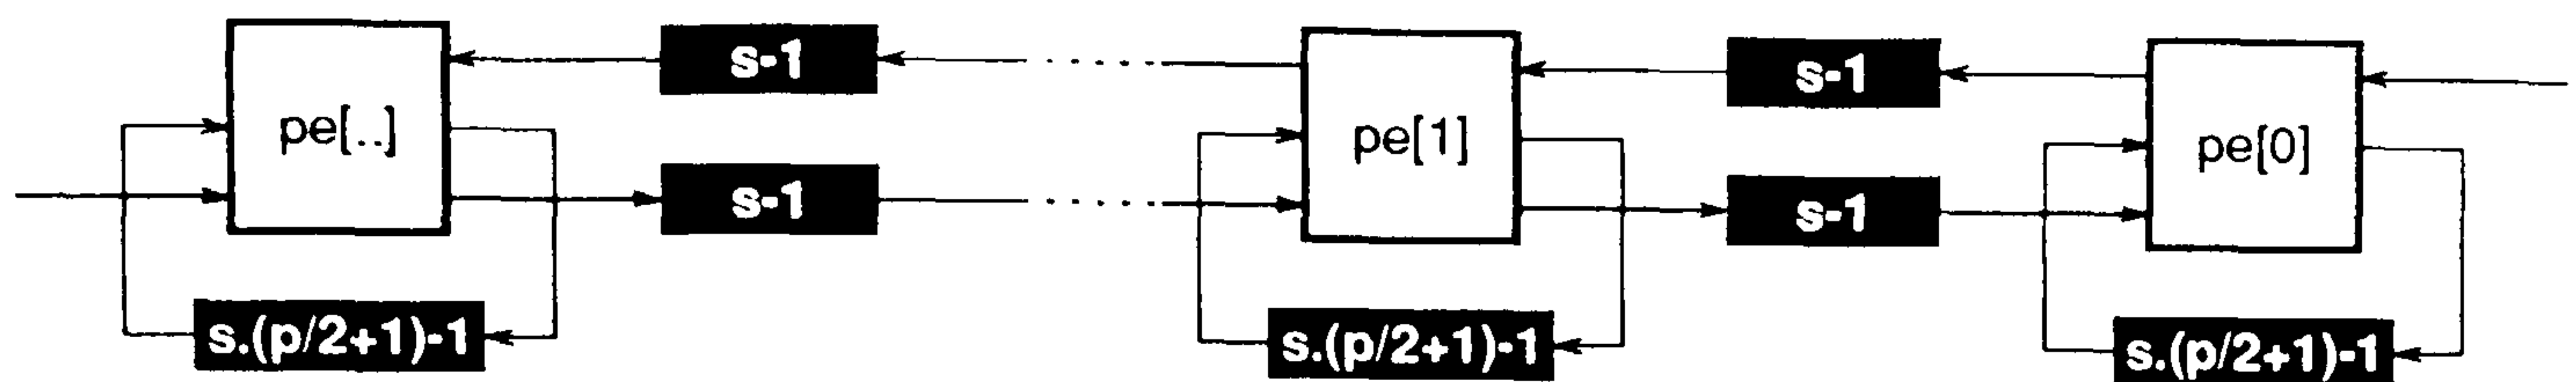 s-1 s-1
pe[..] pe[1] pe[0]
s-1 s-1
s.(p/2+1)-1 s.(p/2+1)-1 s.(p/2+1)-1